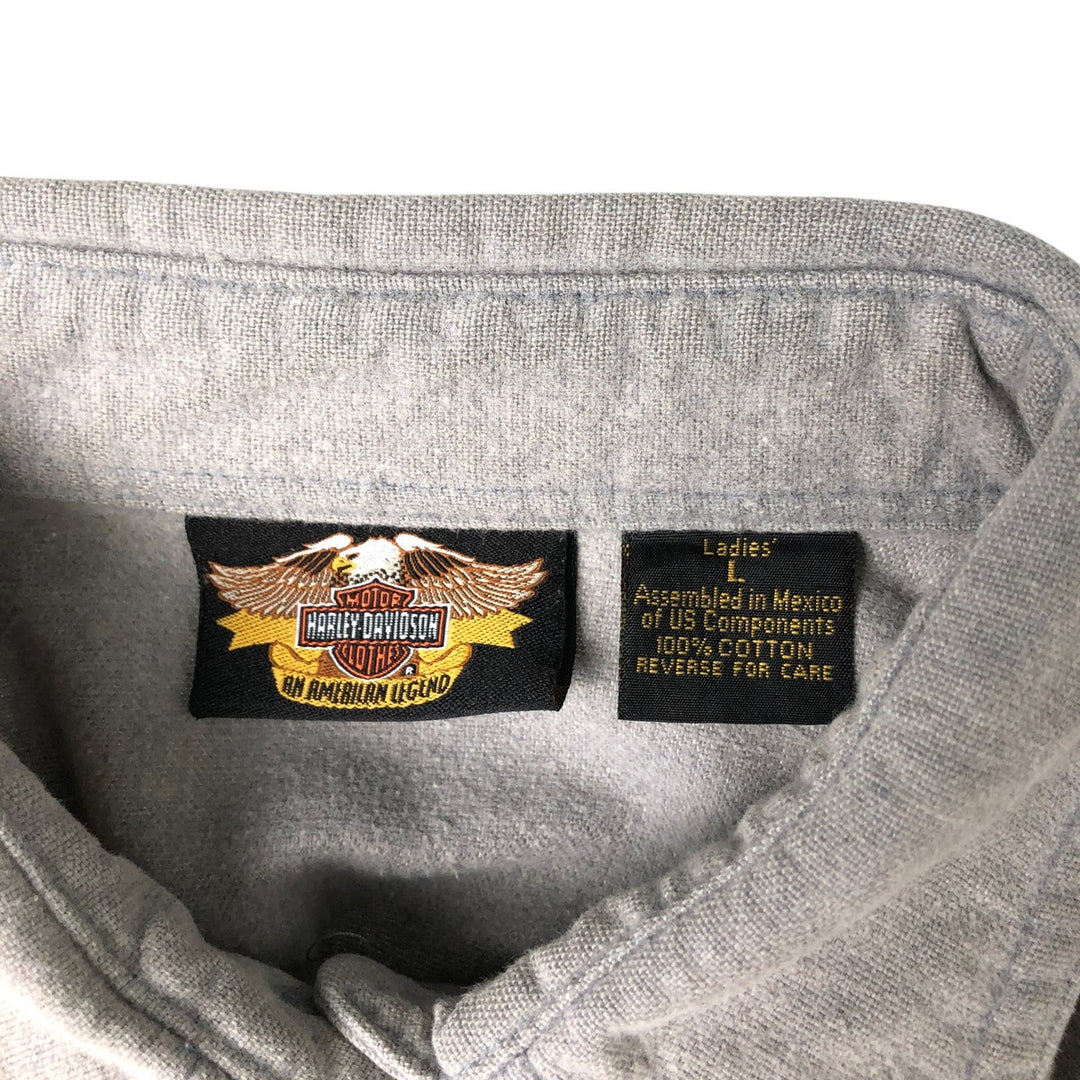 MOTOR
HARLEY-DAVIDSON
CLOTHES
®
AN AMERICAN LEGEND
Ladies'
L
Assembled in Mexico
of US Components
100% COTTON
REVERSE FOR CARE